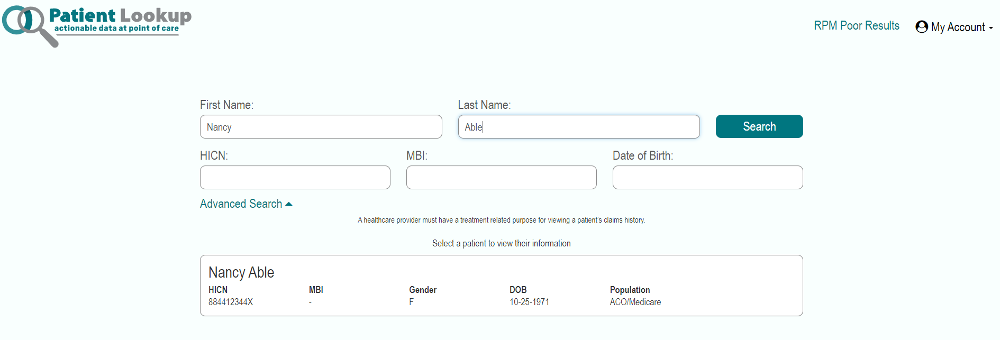 Patient Lookup
actionable data at point of care
RPM Poor Results
My Account
First Name:
Last Name:
Nancy
Able
Search
HICN:
MBI:
Date of Birth:
Advanced Search
A healthcare provider must have a treatment related purpose for viewing a patient's claims history.
Select a patient to view their information
Nancy Able
HICN MBI Gender DOB Population
884412344X - F 10-25-1971 ACO/Medicare